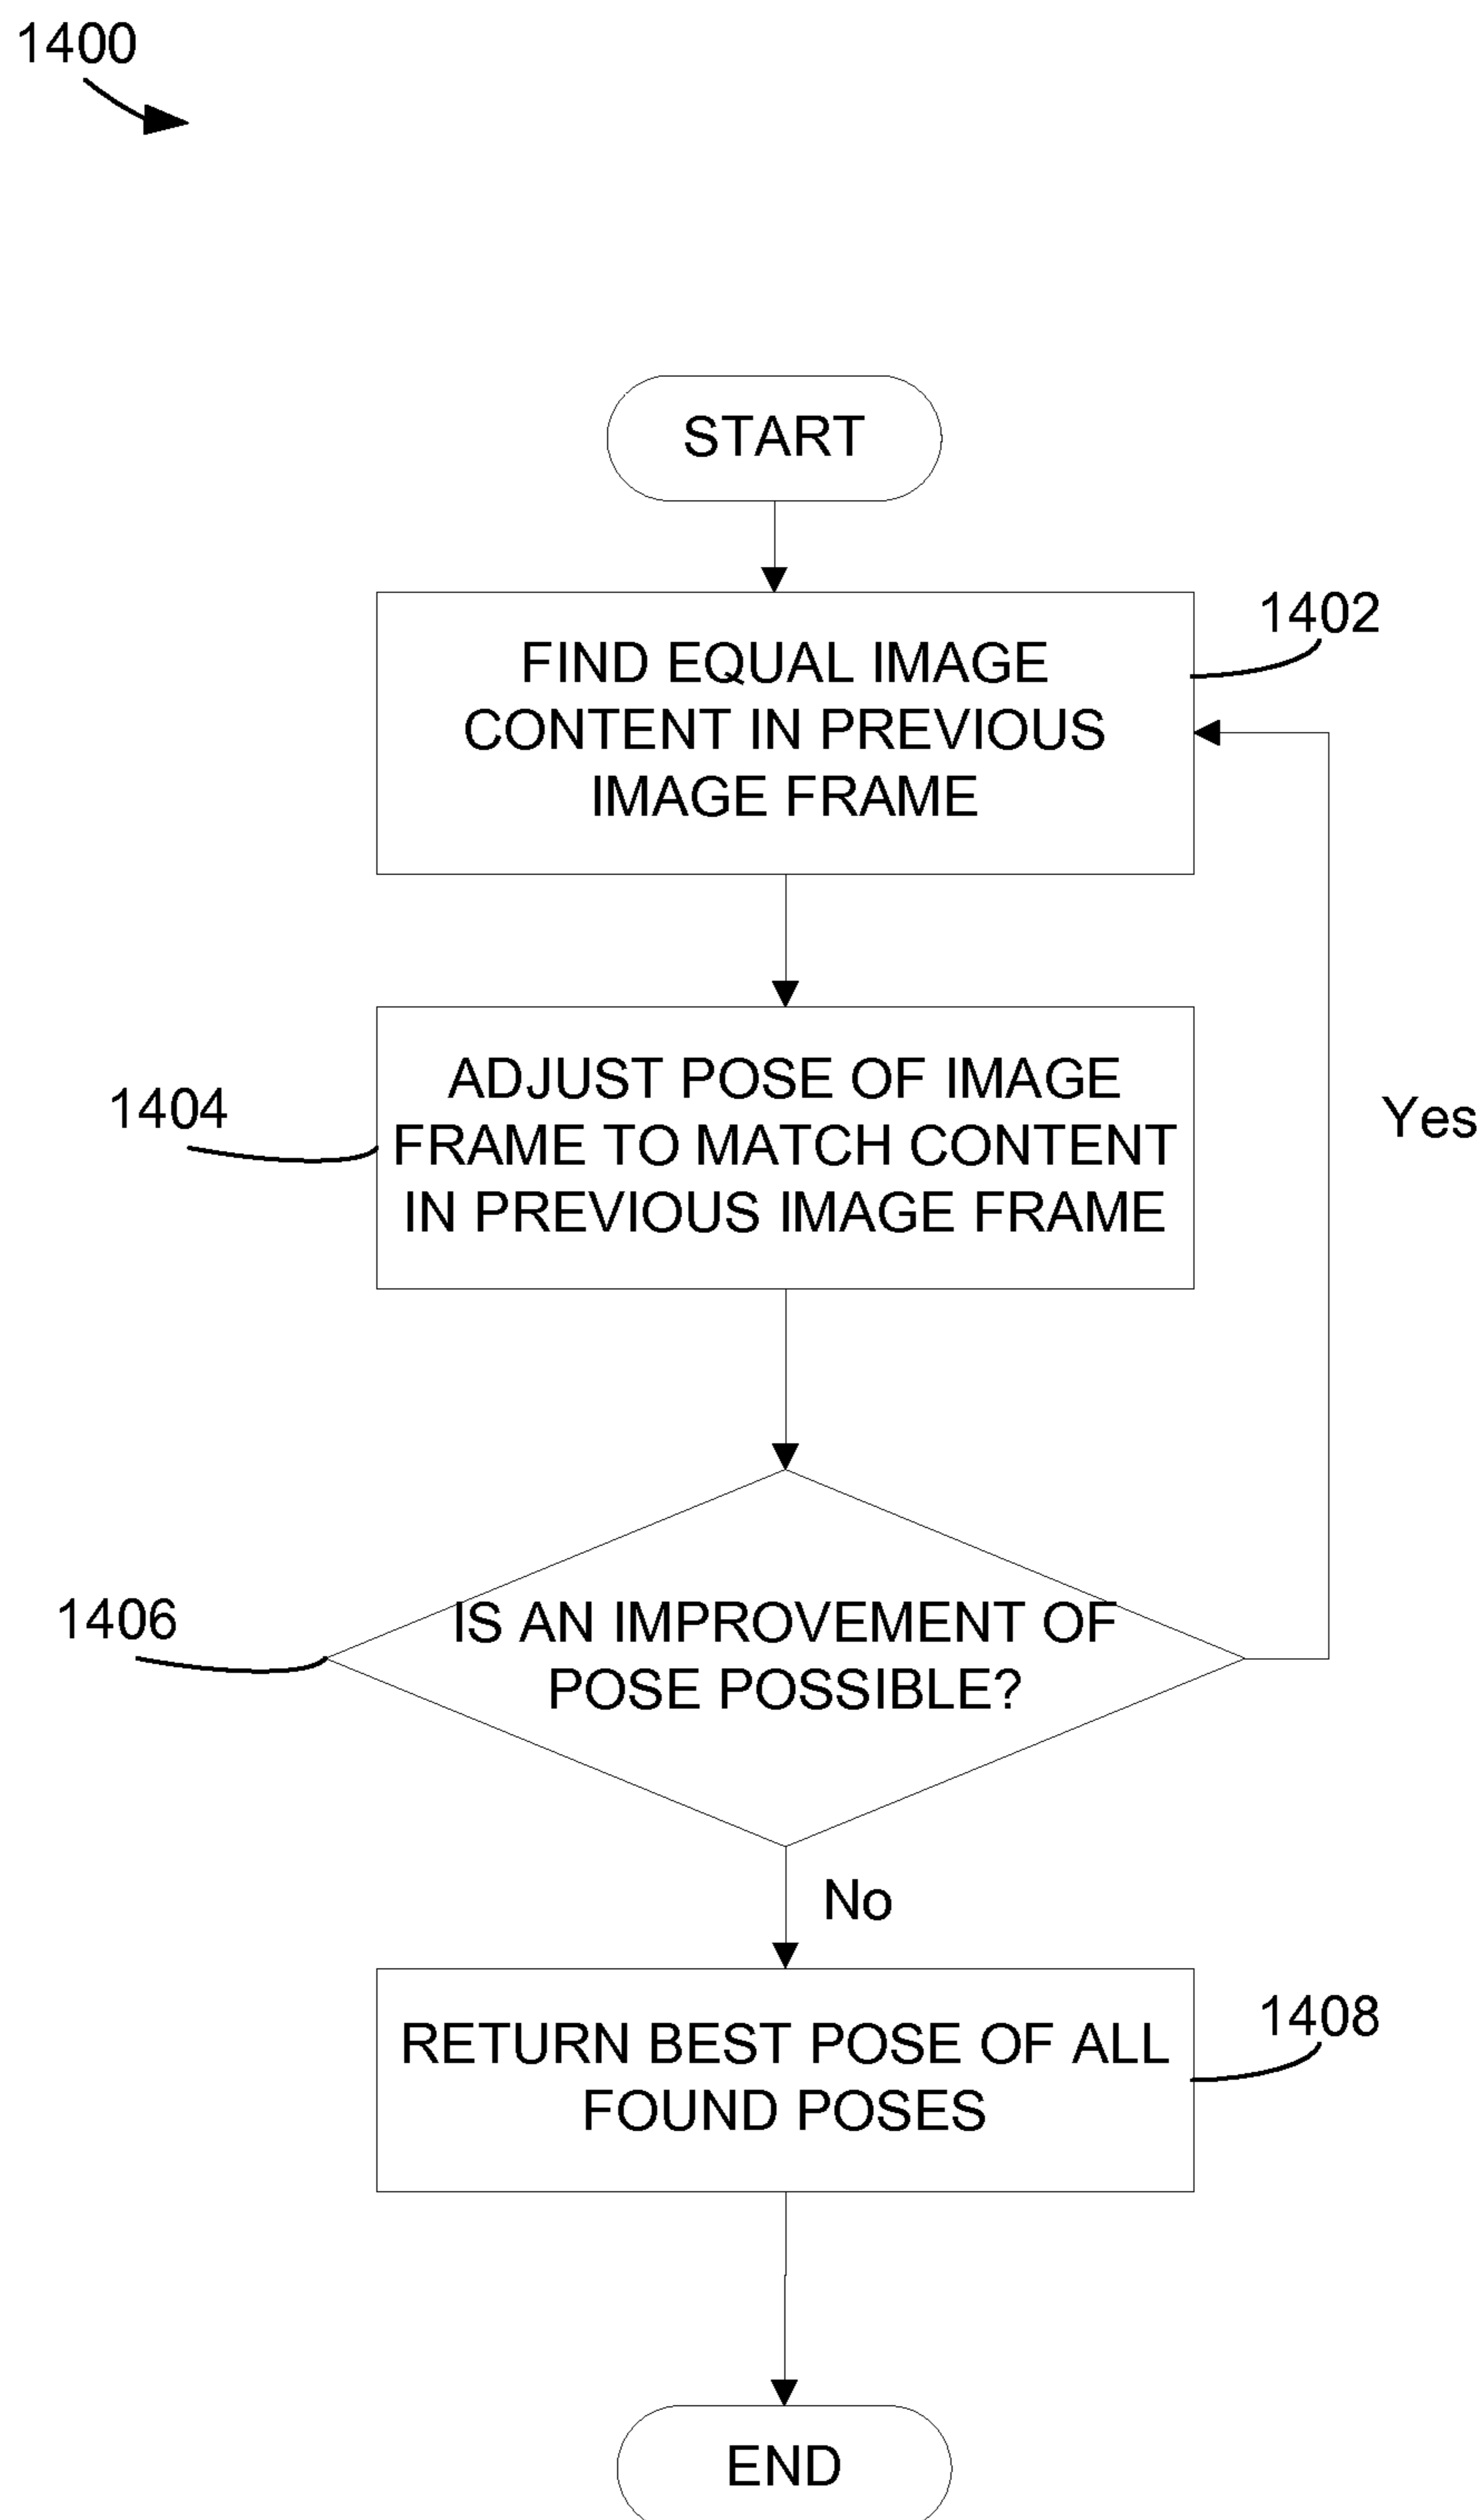 1400
START
1402
FIND EQUAL IMAGE
CONTENT IN PREVIOUS
IMAGE FRAME
1404
ADJUST POSE OF IMAGE
FRAME TO MATCH CONTENT
IN PREVIOUS IMAGE FRAME
Yes
1406
IS AN IMPROVEMENT OF
POSE POSSIBLE?
No
1408
RETURN BEST POSE OF ALL
FOUND POSES
END